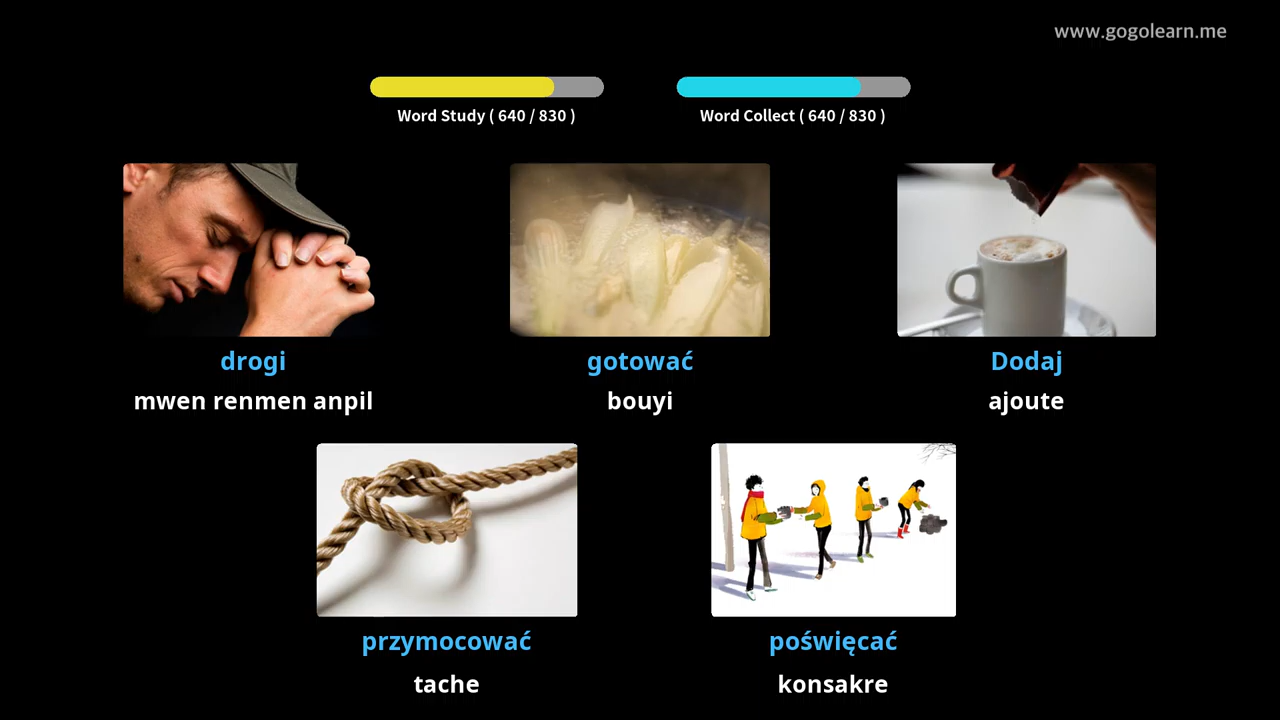 www.gogolearn.me
Word Study ( 640 / 830 )
Word Collect ( 640 / 830 )
drogi
mwen renmen anpil
gotować
bouyi
Dodaj
ajoute
przymocować
tache
poświęcać
konsakre